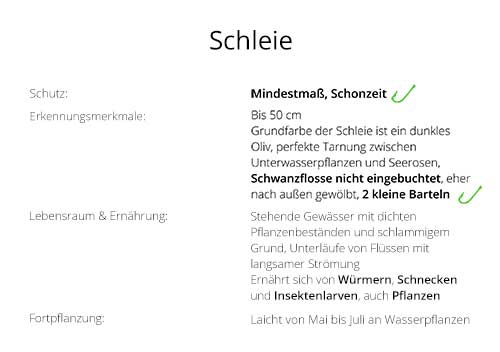 Schleie
Schutz:
Mindestmaß, Schonzeit
Erkennungsmerkmale:
Bis 50 cm
Grundfarbe der Schleie ist ein dunkles
Oliv, perfekte Tarnung zwischen
Unterwasserpflanzen und Seerosen,
Schwanzflosse nicht eingebuchtet, eher
nach außen gewölbt, 2 kleine Barteln
Lebensraum & Ernährung:
Stehende Gewässer mit dichten
Pflanzenbeständen und schlammigem
Grund, Unterläufe von Flüssen mit
langsamer Strömung
Ernährt sich von Würmern, Schnecken
und Insektenlarven, auch Pflanzen
Fortpflanzung:
Laicht von Mai bis Juli an Wasserpflanzen